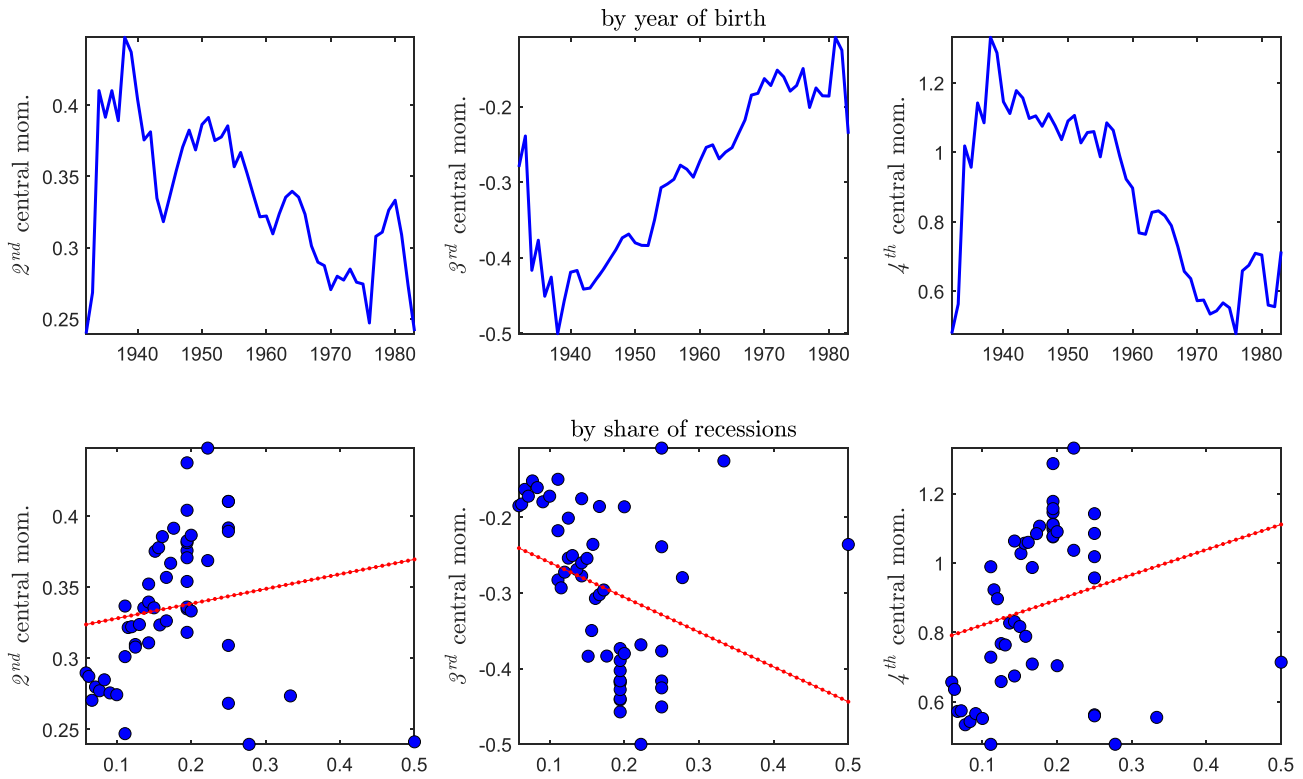 by year of birth
2nd central mom.
0.4
0.35
0.3
0.25
1940 1950 1960 1970 1980
3rd central mom.
-0.2
-0.3
-0.4
-0.5
1940 1950 1960 1970 1980
4th central mom.
1.2
1
0.8
0.6
1940 1950 1960 1970 1980
by share of recessions
2nd central mom.
0.4
0.35
0.3
0.25
0.1 0.2 0.3 0.4 0.5
3rd central mom.
-0.2
-0.3
-0.4
-0.5
0.1 0.2 0.3 0.4 0.5
4th central mom.
1.2
1
0.8
0.6
0.1 0.2 0.3 0.4 0.5